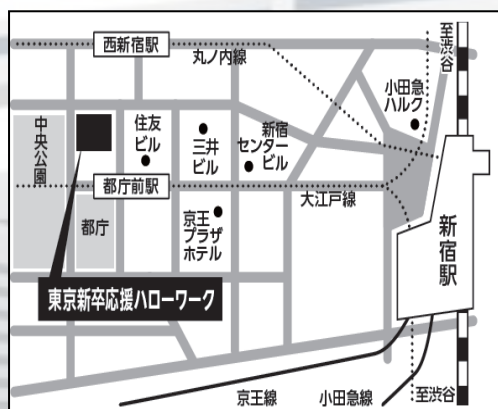 西新宿駅
丸ノ内線
至渋谷
小田急
ハルク
中央公園
住友
ビル
三井
ビル
新宿
センター
ビル
都庁前駅
大江戸線
都庁
京王
プラザ
ホテル
新宿駅
東京新卒応援ハローワーク
京王線
小田急線
至渋谷